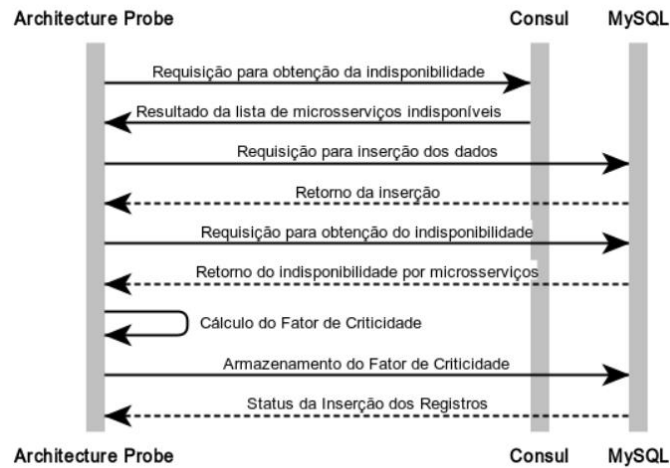 Architecture Probe Consul MySQL
Requisição para obtenção da indisponibilidade
Resultado da lista de microsserviços indisponíveis
Requisição para inserção dos dados
Retorno da inserção
Requisição para obtenção do indisponibilidade
Retorno do indisponibilidade por microsserviços
Cálculo do Fator de Criticidade
Armazenamento do Fator de Criticidade
Status da Inserção dos Registros
Architecture Probe Consul MySQL